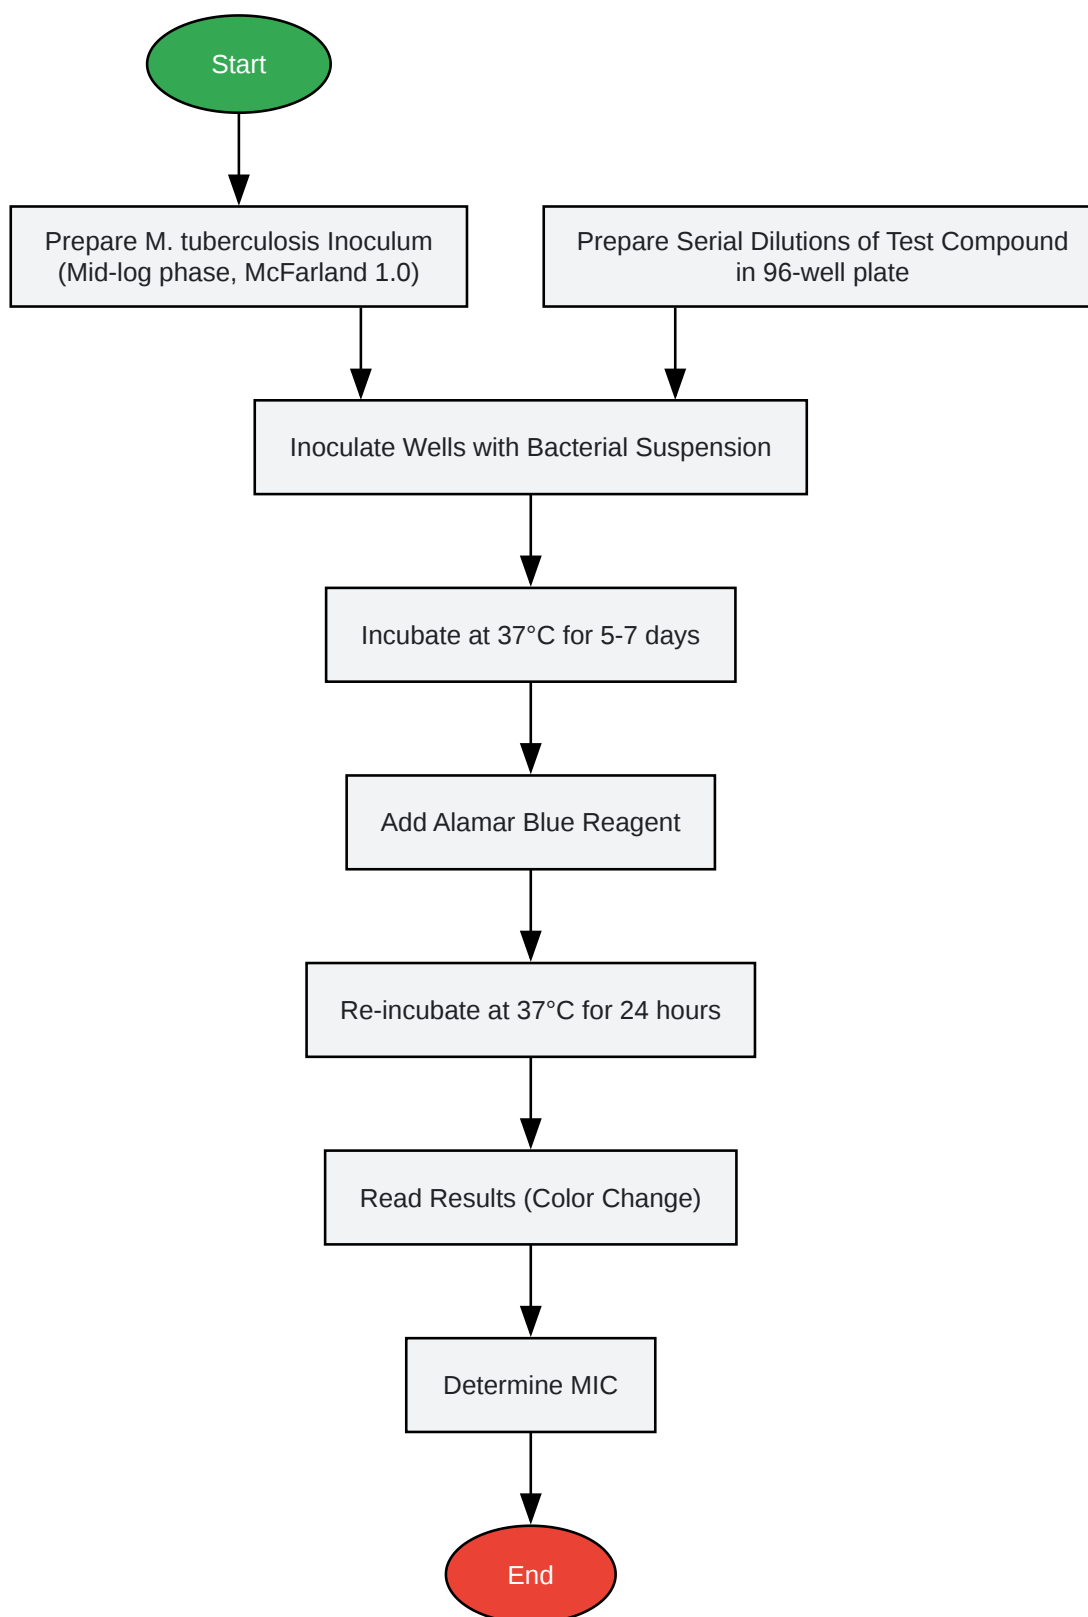 Start
Prepare M. tuberculosis Inoculum
(Mid-log phase, McFarland 1.0)
Prepare Serial Dilutions of Test Compound
in 96-well plate
Inoculate Wells with Bacterial Suspension
Incubate at 37°C for 5-7 days
Add Alamar Blue Reagent
Re-incubate at 37°C for 24 hours
Read Results (Color Change)
Determine MIC
End